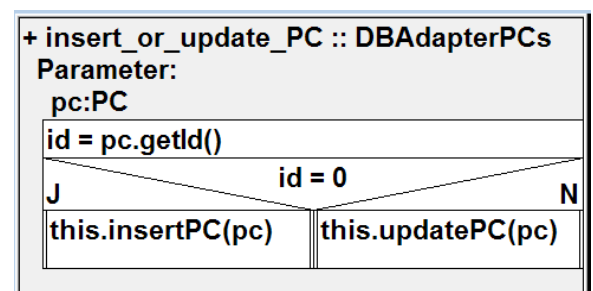 + insert_or_update_PC :: DBAdapterPCs
Parameter:
pc:PC
id = pc.getId()
id = 0
J
N
this.insertPC(pc)
this.updatePC(pc)